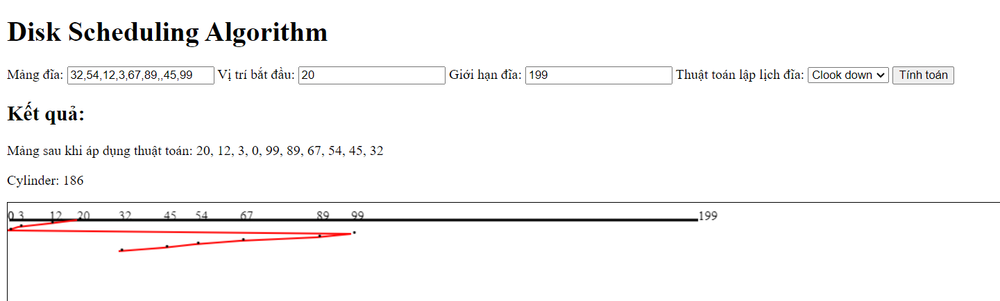 Disk Scheduling Algorithm
Mảng đĩa: 32,54,12,3,67,89,,45,99 Vị trí bắt đầu: 20 Giới hạn đĩa: 199 Thuật toán lập lịch đĩa: Clook down Tính toán
Kết quả:
Mảng sau khi áp dụng thuật toán: 20, 12, 3, 0, 99, 89, 67, 54, 45, 32
Cylinder: 186
0 3 12 20 32 45 54 67 89 99 199